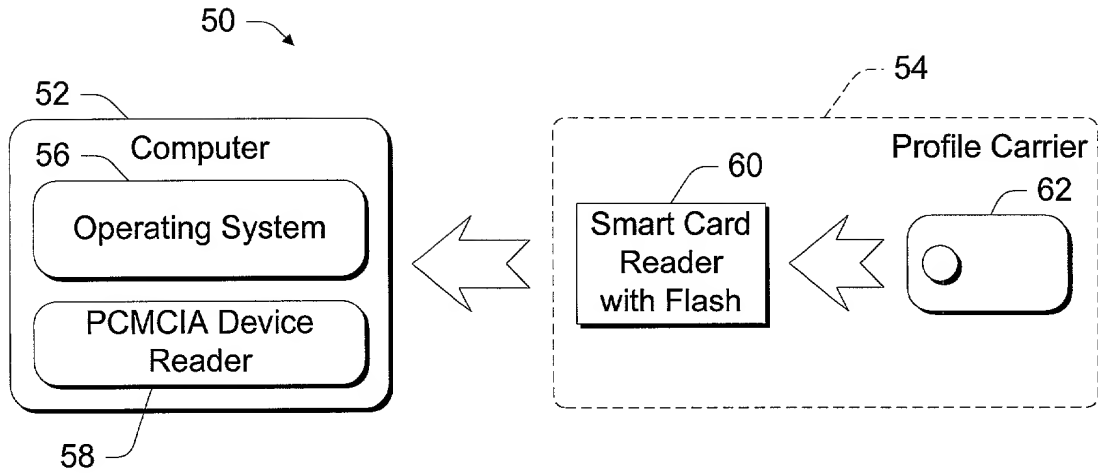 50
52
54
Computer
Profile Carrier
56
60
62
Operating System
Smart Card
Reader
with Flash
PCMCIA Device
Reader
58